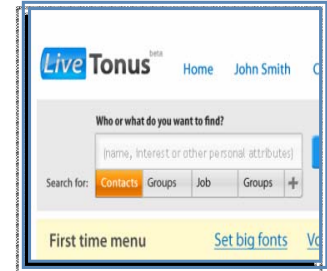 Live Tonus beta
Home John Smith
Who or what do you want to find?
(name, interest or other personal attributes)
Search for: Contacts Groups Job Groups +
First time menu Set big fonts